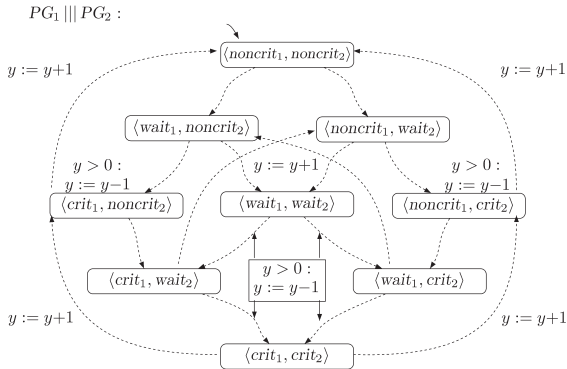 PG₁ ||| PG₂ :
⟨noncrit₁, noncrit₂⟩
y := y+1
y := y+1
⟨wait₁, noncrit₂⟩
⟨noncrit₁, wait₂⟩
y > 0 :
y := y−1
y := y+1
y > 0 :
y := y−1
⟨crit₁, noncrit₂⟩
⟨wait₁, wait₂⟩
⟨noncrit₁, crit₂⟩
⟨crit₁, wait₂⟩
y > 0 :
y := y−1
⟨wait₁, crit₂⟩
y := y+1
y := y+1
⟨crit₁, crit₂⟩